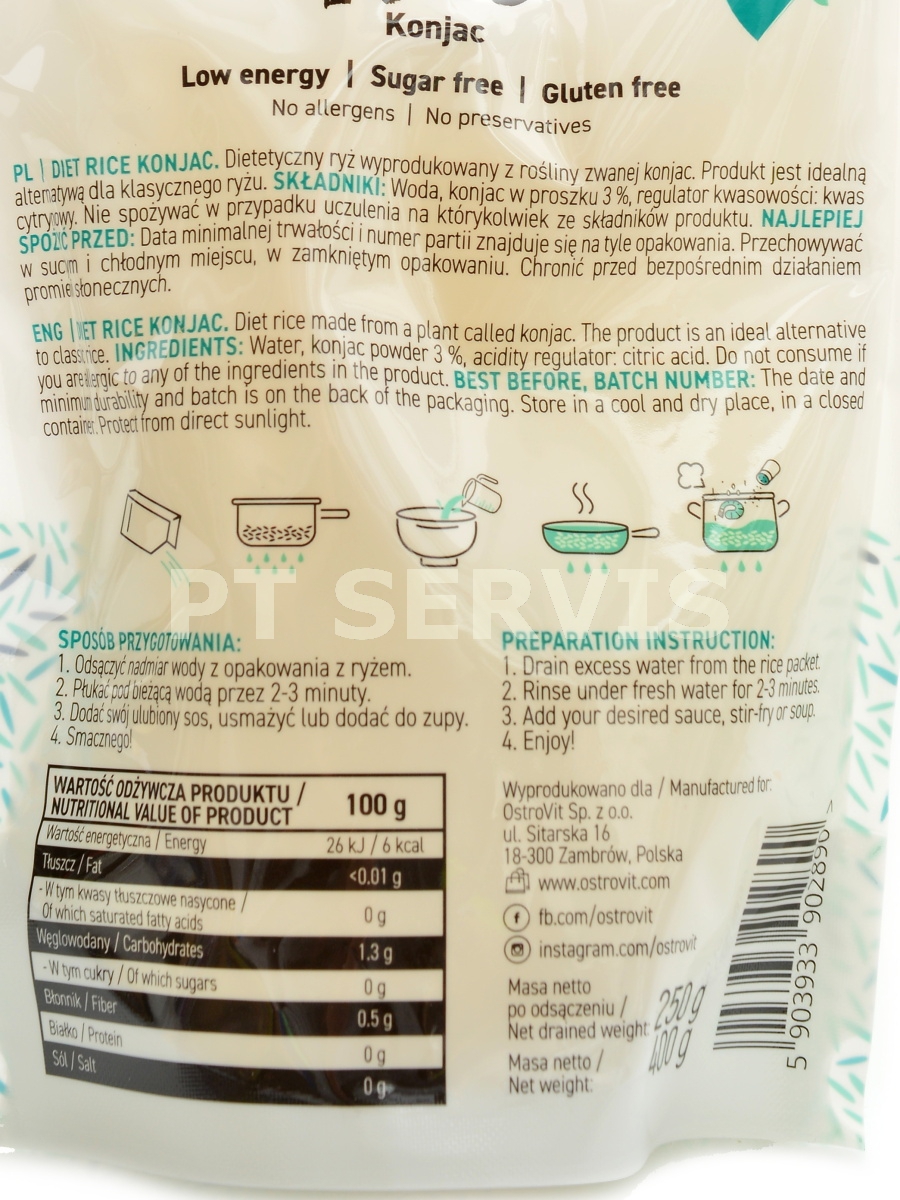 Konjac
Low energy | Sugar free | Gluten free
No allergens | No preservatives
PL | DIET RICE KONJAC. Dietetyczny ryż wyprodukowany z rośliny zwanej konjac. Produkt jest idealną
alternatywą dla klasycznego ryżu. SKŁADNIKI: Woda, konjac w proszku 3 %, regulator kwasowości: kwas
cytrynowy. Nie spożywać w przypadku uczulenia na którykolwiek ze składników produktu. NAJLEPIEJ
SPOŻYĆ PRZED: Data minimalnej trwałości i numer partii znajduje się na tyle opakowania. Przechowywać
w suchym i chłodnym miejscu, w zamkniętym opakowaniu. Chronić przed bezpośrednim działaniem
promieni słonecznych.
ENG | DIET RICE KONJAC. Diet rice made from a plant called konjac. The product is an ideal alternative
to classic rice. INGREDIENTS: Water, konjac powder 3 %, acidity regulator: citric acid. Do not consume if
you are allergic to any of the ingredients in the product. BEST BEFORE, BATCH NUMBER: The date and
minimum durability and batch is on the back of the packaging. Store in a cool and dry place, in a closed
container. Protect from direct sunlight.
PT SERVIS
SPOSÓB PRZYGOTOWANIA:
1. Odsączyć nadmiar wody z opakowania z ryżem.
2. Płukać pod bieżącą wodą przez 2-3 minuty.
3. Dodać swój ulubiony sos, usmażyć lub dodać do zupy.
4. Smacznego!
PREPARATION INSTRUCTION:
1. Drain excess water from the rice packet.
2. Rinse under fresh water for 2-3 minutes.
3. Add your desired sauce, stir-fry or soup.
4. Enjoy!
WARTOŚĆ ODŻYWCZA PRODUKTU /
NUTRITIONAL VALUE OF PRODUCT 100 g
Wartość energetyczna / Energy 26 kJ / 6 kcal
Tłuszcz / Fat <0.01 g
- W tym kwasy tłuszczowe nasycone /
Of which saturated fatty acids 0 g
Węglowodany / Carbohydrates 1.3 g
- W tym cukry / Of which sugars 0 g
Błonnik / Fiber 0.5 g
Białko / Protein 0 g
Sól / Salt 0 g
Wyprodukowano dla / Manufactured for:
OstroVit Sp. z o.o.
ul. Sitarska 16
18-300 Zambrów, Polska
www.ostrovit.com
fb.com/ostrovit
instagram.com/ostrovit
Masa netto
po odsączeniu /
Net drained weight: 250 g
Masa netto /
Net weight: 400 g
5 903933 902890 >